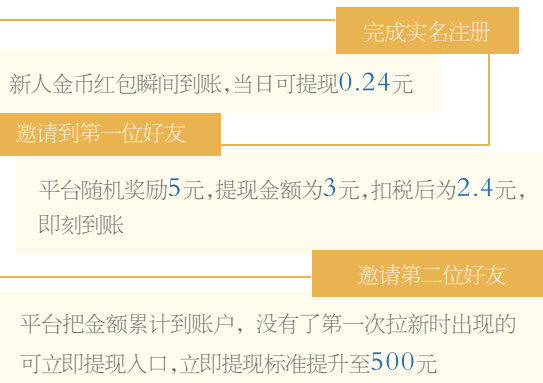 完成实名注册
新人金币红包瞬间到账,当日可提现0.24元
邀请到第一位好友
平台随机奖励5元,提现金额为3元,扣税后为2.4元,
即刻到账
邀请第二位好友
平台把金额累计到账户，没有了第一次拉新时出现的
可立即提现入口,立即提现标准提升至500元